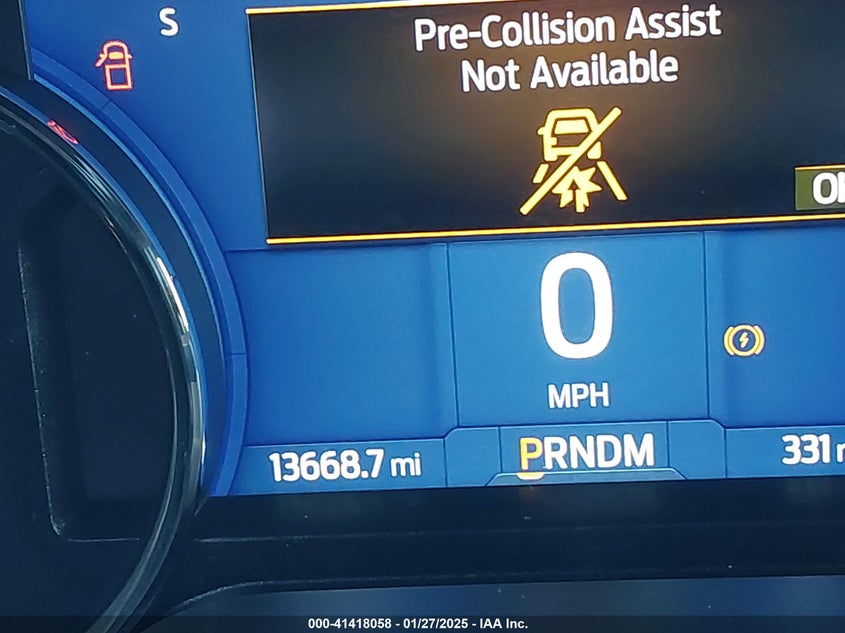 S
Pre-Collision Assist
Not Available
0
MPH
13668.7 mi
PRNDM
331
000-41418058 - 01/27/2025 - IAA Inc.